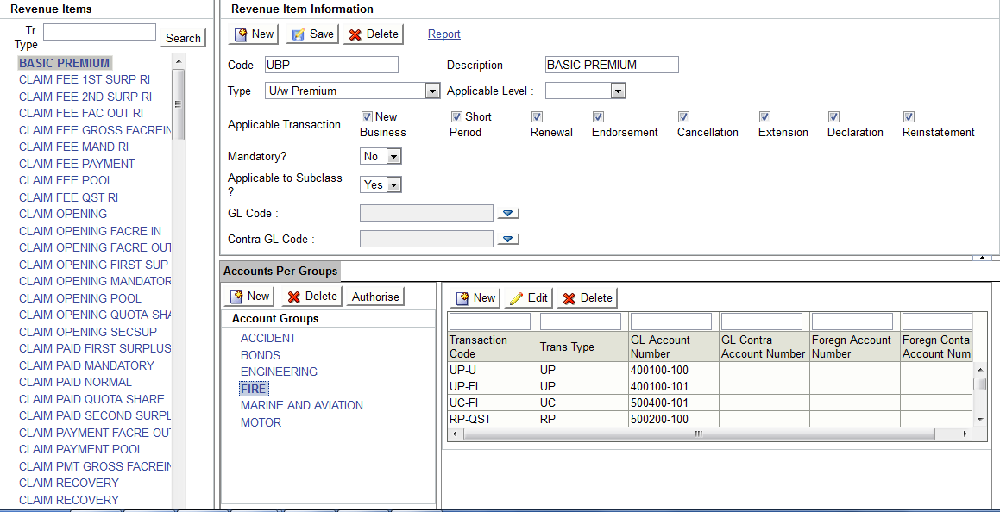 Revenue Items
Tr.
Type
Search
BASIC PREMIUM
CLAIM FEE 1ST SURP RI
CLAIM FEE 2ND SURP RI
CLAIM FEE FAC OUT RI
CLAIM FEE GROSS FACREIN
CLAIM FEE MAND RI
CLAIM FEE PAYMENT
CLAIM FEE POOL
CLAIM FEE QST RI
CLAIM OPENING
CLAIM OPENING FACRE IN
CLAIM OPENING FACRE OUT
CLAIM OPENING FIRST SUP
CLAIM OPENING MANDATOR
CLAIM OPENING POOL
CLAIM OPENING QUOTA SHA
CLAIM OPENING SECSUP
CLAIM PAID FIRST SURPLUS
CLAIM PAID MANDATORY
CLAIM PAID NORMAL
CLAIM PAID QUOTA SHARE
CLAIM PAID SECOND SURPL
CLAIM PAYMENT FACRE OU
CLAIM PAYMENT POOL
CLAIM PMT GROSS FACREIN
CLAIM RECOVERY
CLAIM RECOVERY
Revenue Item Information
New Save Delete Report
Code UBP Description BASIC PREMIUM
Type U/w Premium Applicable Level :
Applicable Transaction
New
Business
Short
Period
Renewal
Endorsement
Cancellation
Extension
Declaration
Reinstatement
Mandatory? No
Applicable to Subclass
? Yes
GL Code :
Contra GL Code :
Accounts Per Groups
New Delete Authorise
Account Groups
ACCIDENT
BONDS
ENGINEERING
FIRE
MARINE AND AVIATION
MOTOR
New Edit Delete
Transaction
Code
Trans Type
GL Account
Number
GL Contra
Account Number
Foregn Account
Number
Foregn Conta
Account Numl
UP-U UP 400100-100
UP-FI UP 400100-101
UC-FI UC 500400-101
RP-QST RP 500200-100